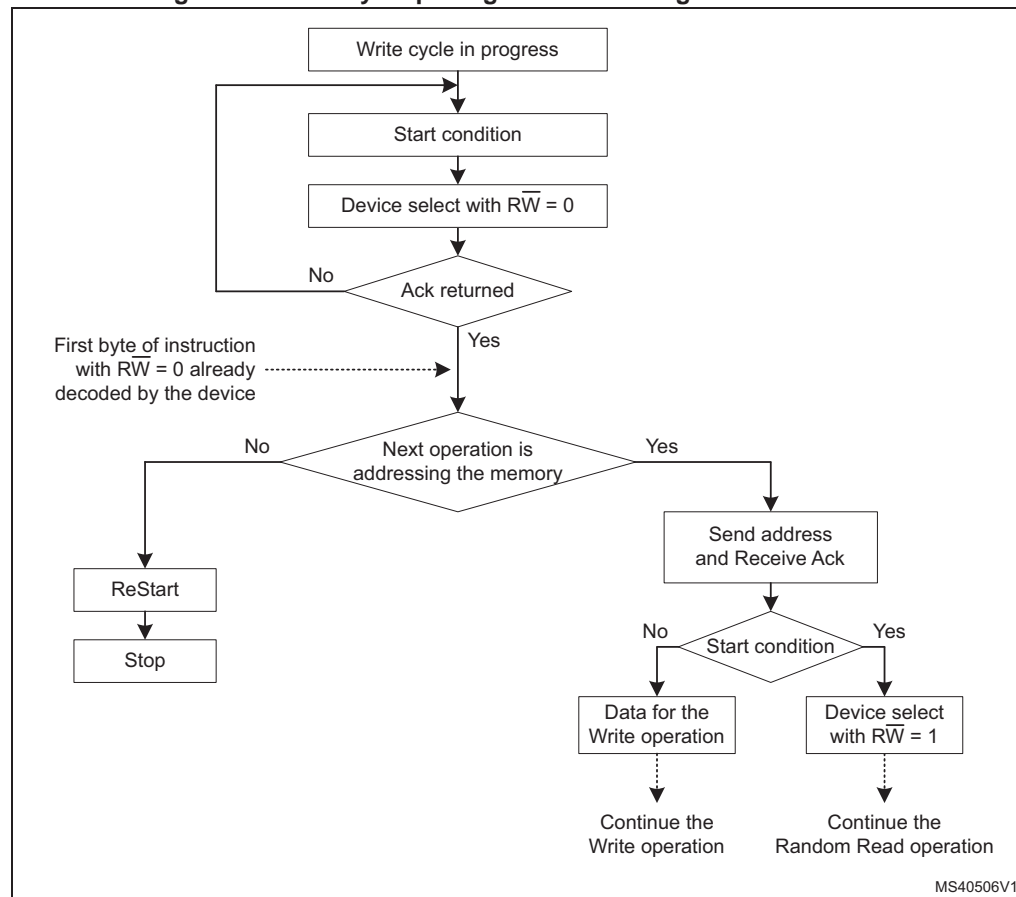 Write cycle in progress
Start condition
Device select with RW̅ = 0
No
Ack returned
Yes
First byte of instruction
with RW̅ = 0 already
decoded by the device
No
Next operation is
addressing the memory
Yes
Send address
and Receive Ack
ReStart
Stop
No
Start condition
Yes
Data for the
Write operation
Device select
with RW̅ = 1
Continue the
Write operation
Continue the
Random Read operation
MS40506V1